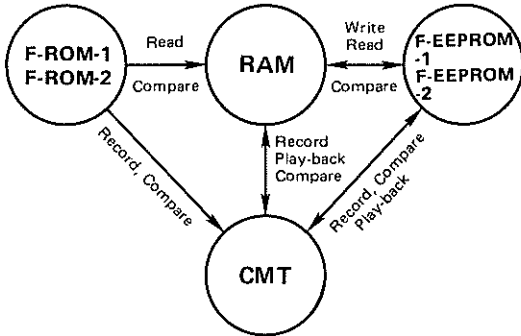 F-ROM-1
F-ROM-2
Read
Compare
RAM
Write
Read
Compare
F-EEPROM
-1
F-EEPROM
-2
Record, Compare
Record
Play-back
Compare
Record, Compare
Play-back
CMT